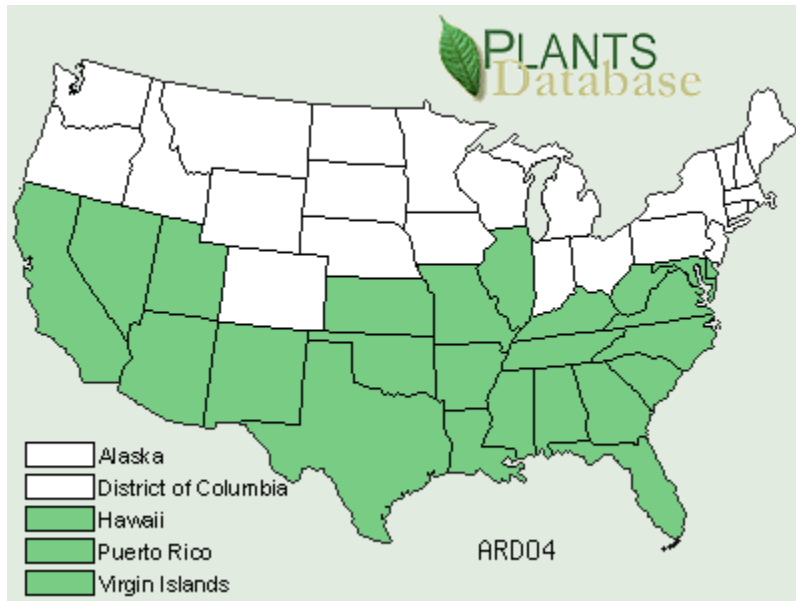 PLANTS
Database
Alaska
District of Columbia
Hawaii
Puerto Rico
Virgin Islands
ARDO4